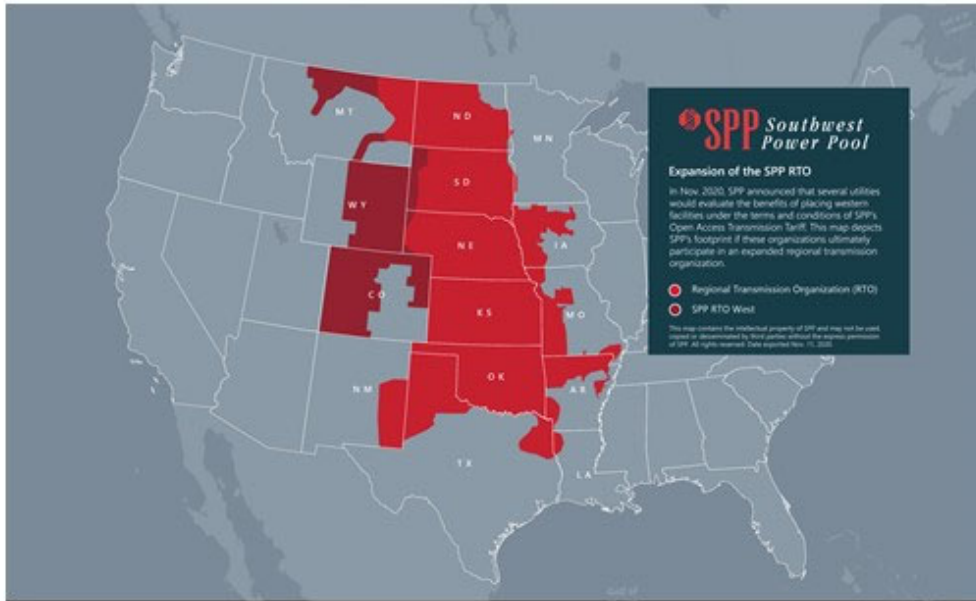 MT
ND
MN
SPP Southwest
Power Pool
Expansion of the SPP RTO
In Nov. 2020, SPP announced that several utilities
would evaluate the benefits of placing western
facilities under the terms and conditions of SPP's
Open Access Transmission Tariff. This map depicts
SPP's footprint if these organizations ultimately
participate in an expanded regional transmission
organization.
Regional Transmission Organization (RTO)
SPP RTO West
This map contains the intellectual property of SPP and may not be used,
copied or disseminated by third parties without the express permission
of SPP. All rights reserved. Date exported Nov. 11, 2020.
SD
WY
NE
IA
CO
KS
MO
OK
NM
AR
TX
LA